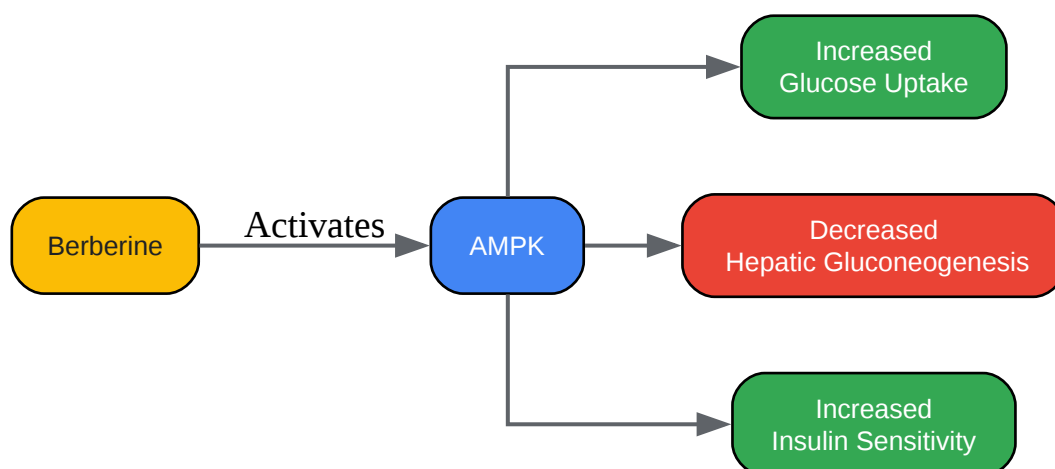 Increased
Glucose Uptake
Berberine
Activates
AMPK
Decreased
Hepatic Gluconeogenesis
Increased
Insulin Sensitivity